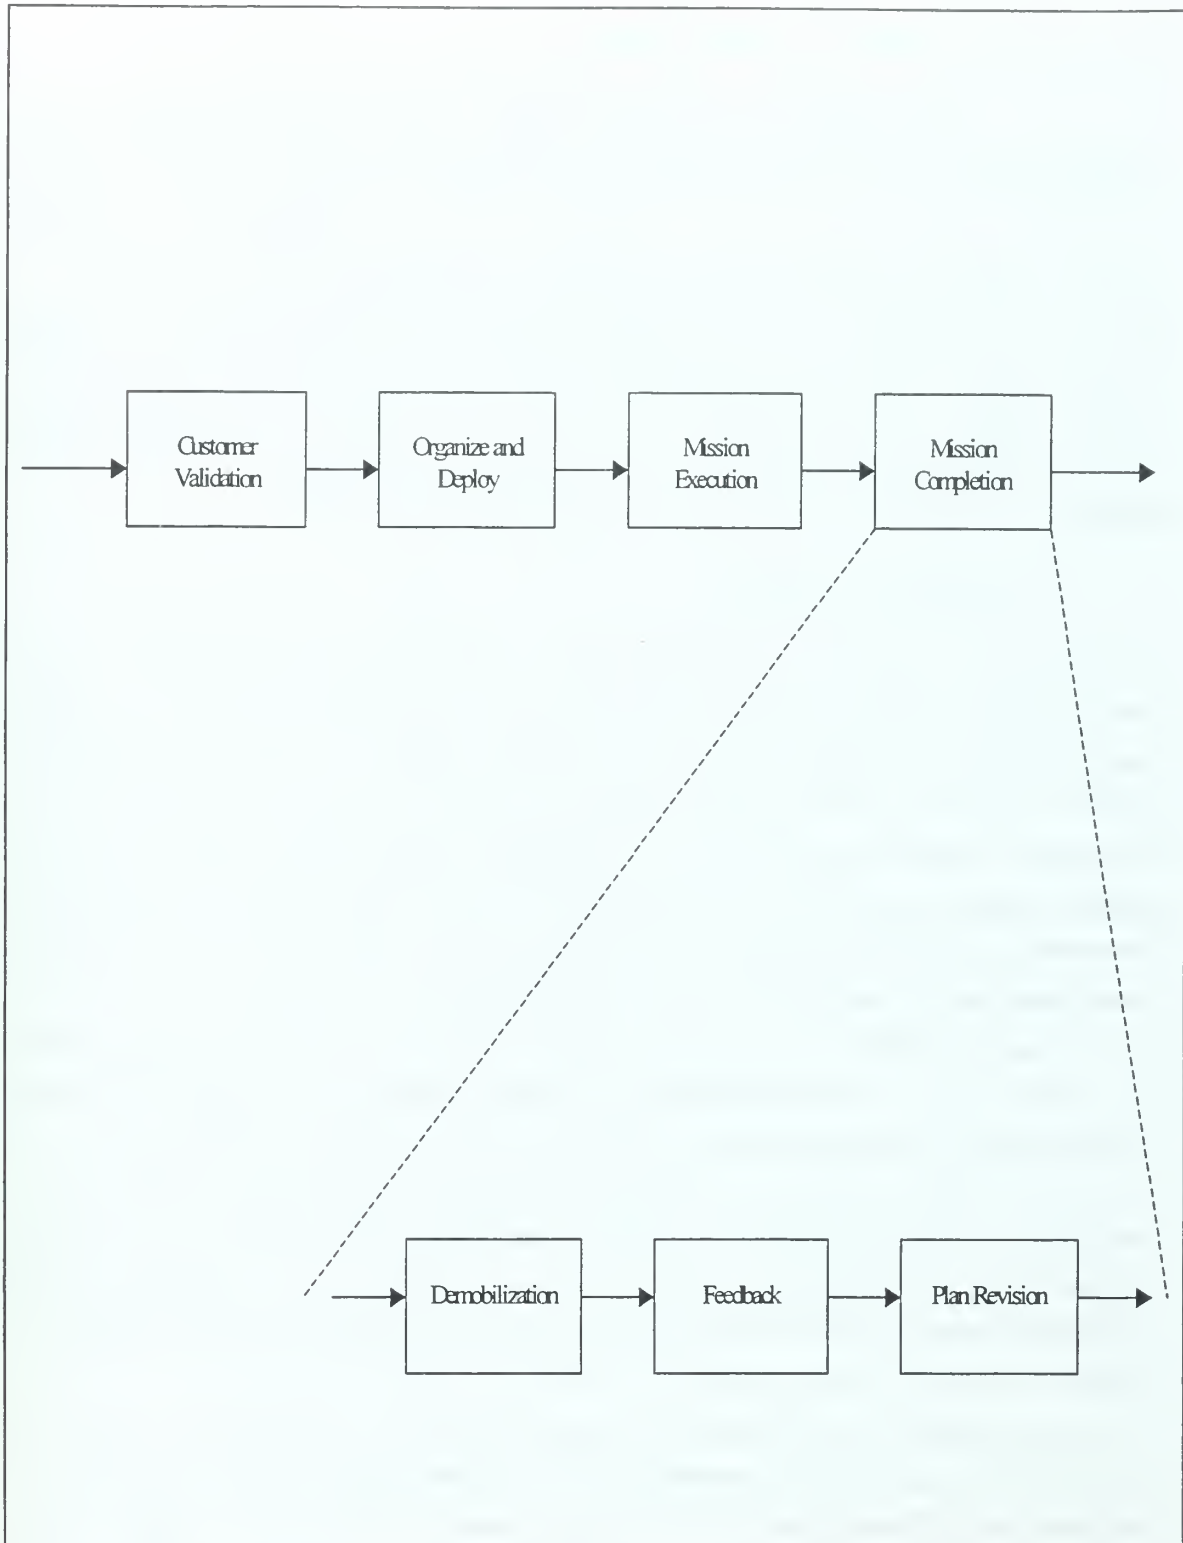 Customer
Validation
Organize and
Deploy
Mission
Execution
Mission
Completion
Demobilization
Feedback
Plan Revision